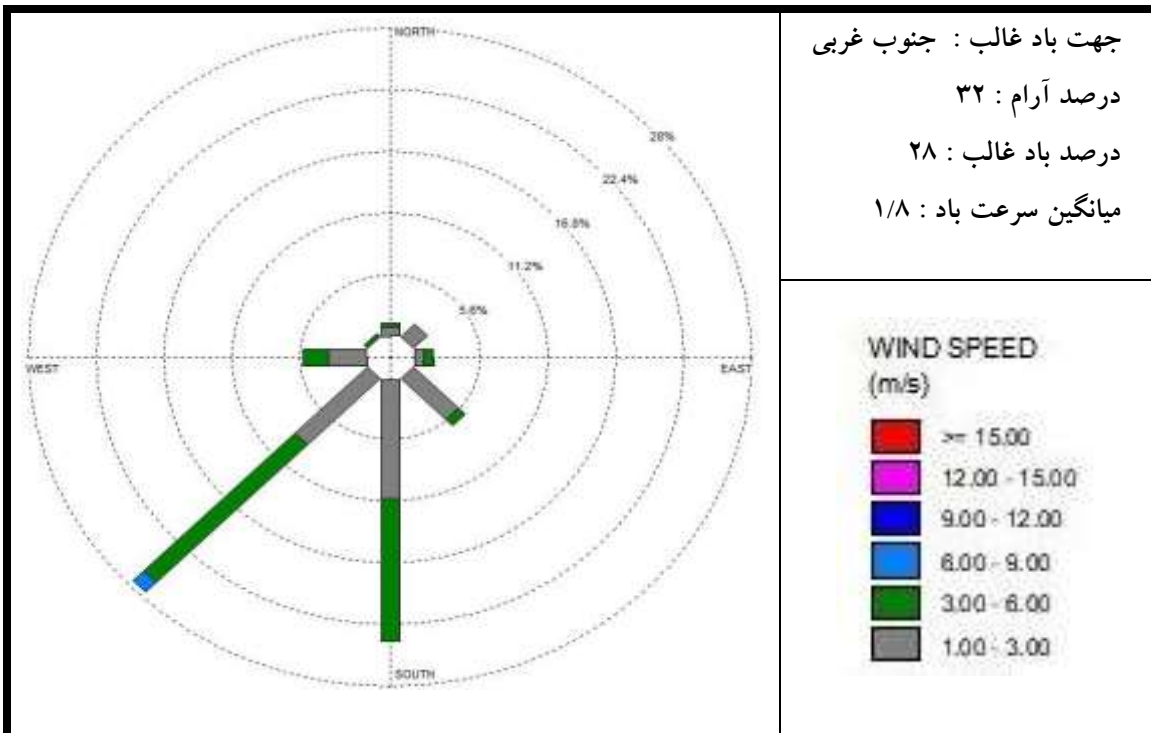 NORTH
28%
22.4%
16.8%
11.2%
5.6%
WEST
EAST
SOUTH
جهت باد غالب : جنوب غربی
درصد آرام : ۳۲
درصد باد غالب : ۲۸
میانگین سرعت باد : ۱/۸
WIND SPEED
(m/s)
>= 15.00
12.00 - 15.00
9.00 - 12.00
6.00 - 9.00
3.00 - 6.00
1.00 - 3.00